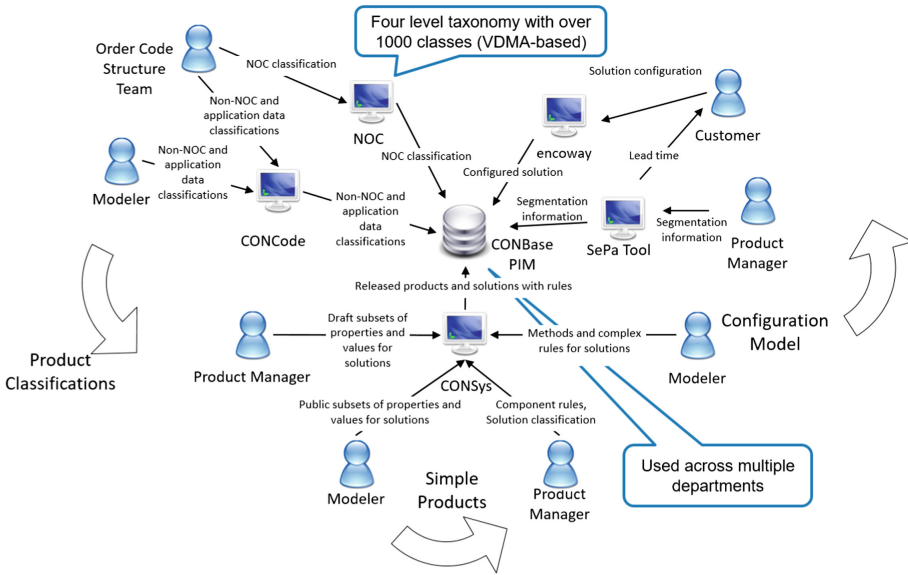 Four level taxonomy with over
1000 classes (VDMA-based)
Order Code
Structure
Team
NOC classification
Solution configuration
Non-NOC and
application data
classifications
NOC
encoway
Customer
Non-NOC and
application
data
classifications
Modeler
NOC classification
Lead time
Configured solution
CONCode
Non-NOC and
application
data
classifications
Segmentation
information
CONBase
PIM
SePa Tool
Segmentation
information
Product
Manager
Released products and solutions with rules
Product
Classifications
Product Manager
Draft subsets of
properties and
values for
solutions
CONSys
Methods and complex
rules for solutions
Modeler
Configuration
Model
Public subsets of properties and
values for solutions
Component rules,
Solution classification
Modeler
Simple
Products
Product
Manager
Used across multiple
departments